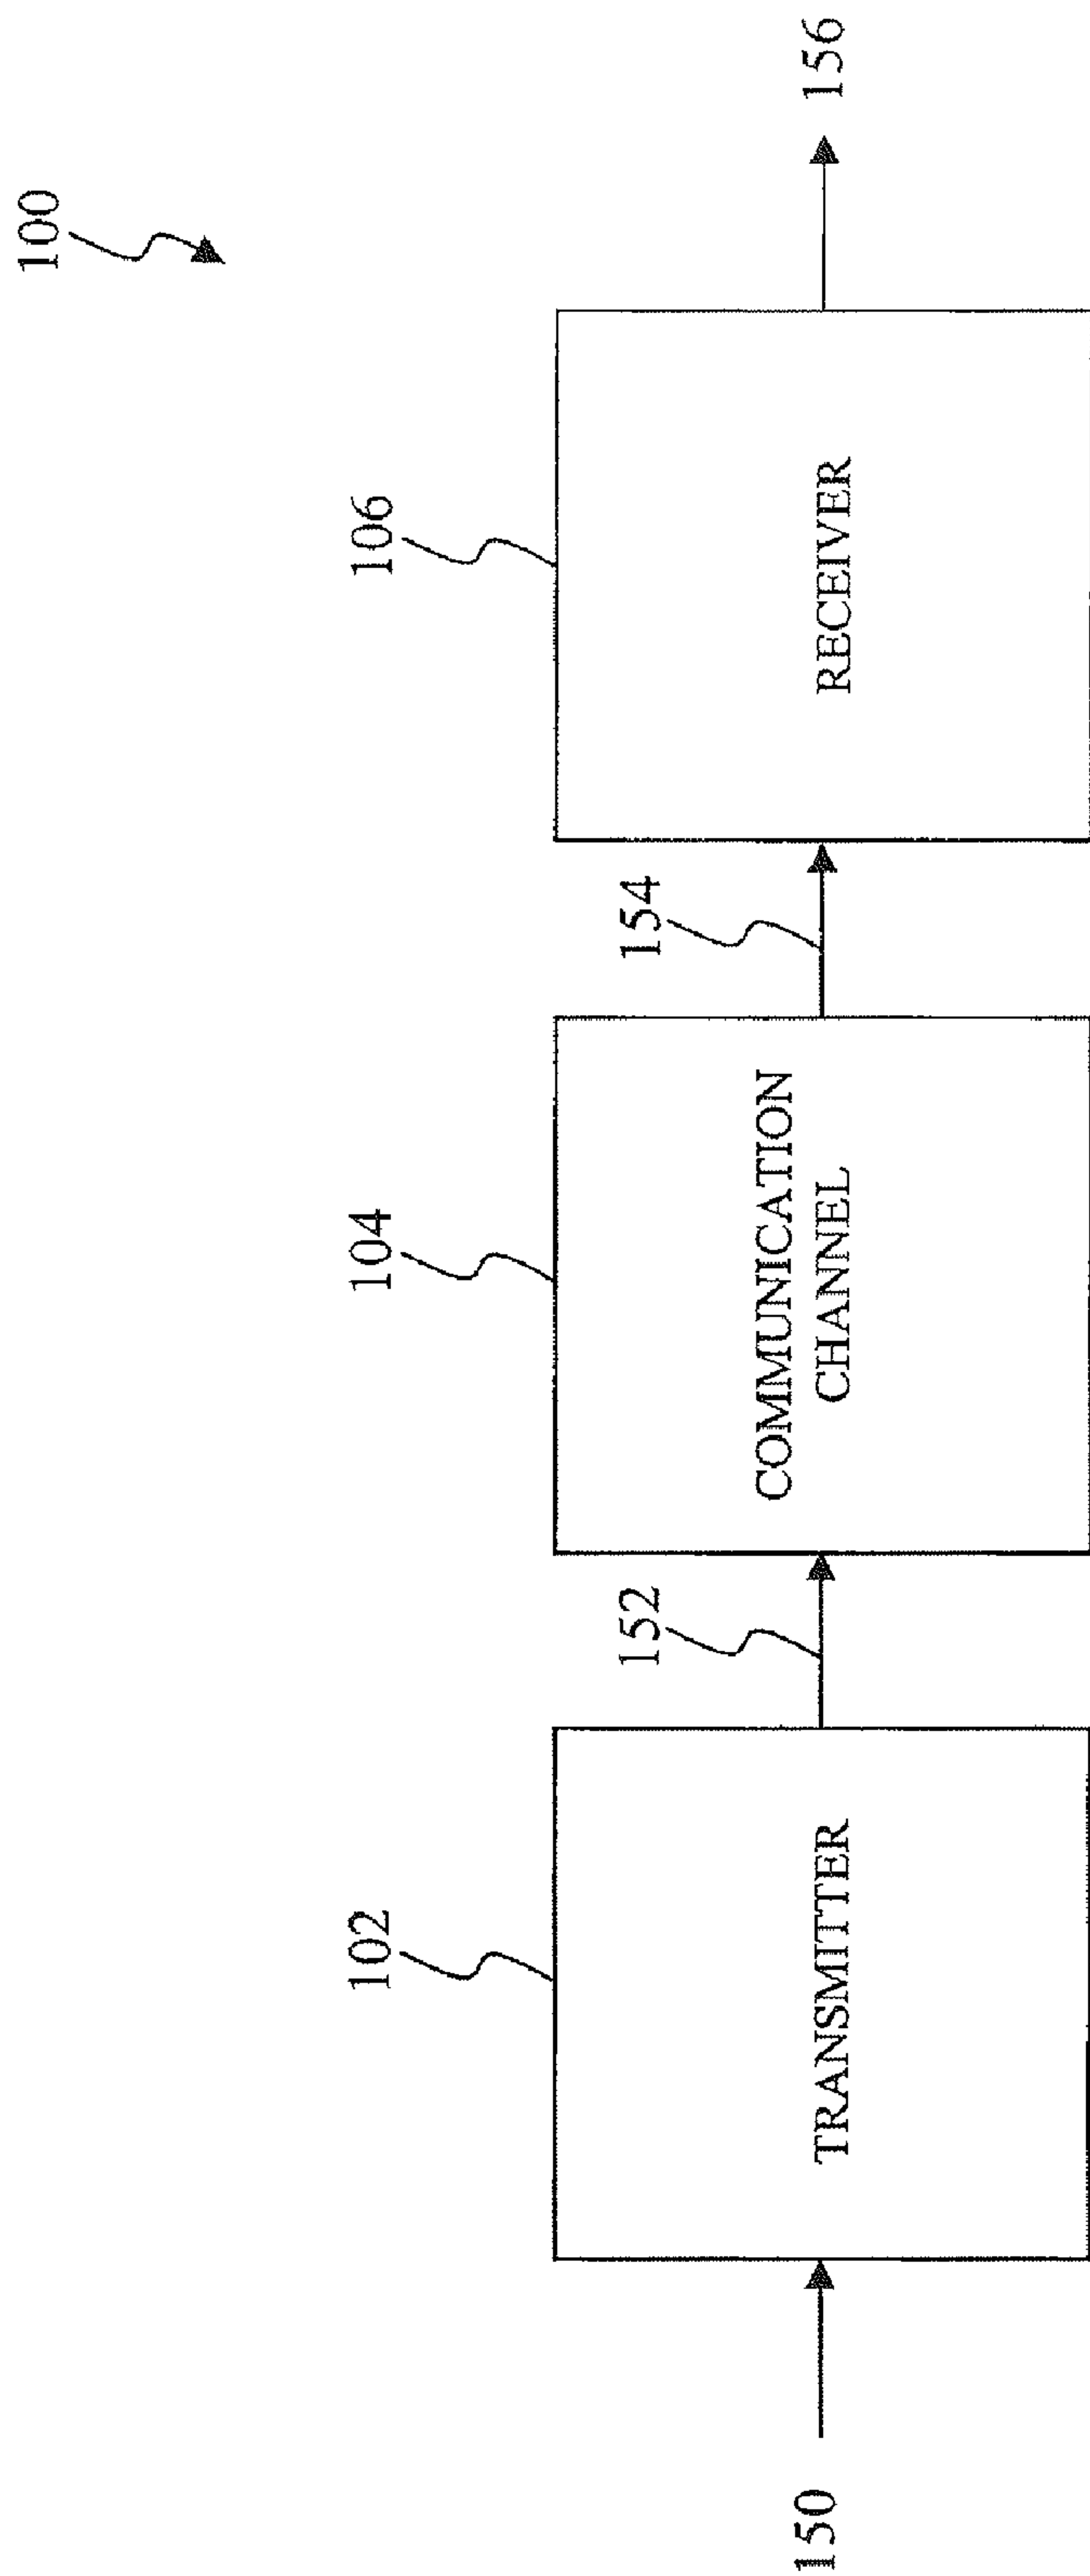 100
102
104
106
150
TRANSMITTER
152
COMMUNICATION
CHANNEL
154
RECEIVER
156